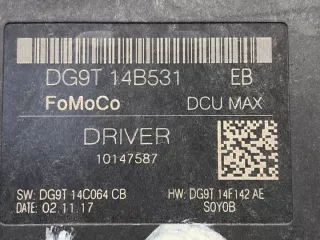 DG9T 14B531 EB
FoMoCo DCU MAX
DRIVER
10147587
SW: DG9T 14C064 CB HW: DG9T 14F142 AE
DATE: 02.11.17 S0Y0B